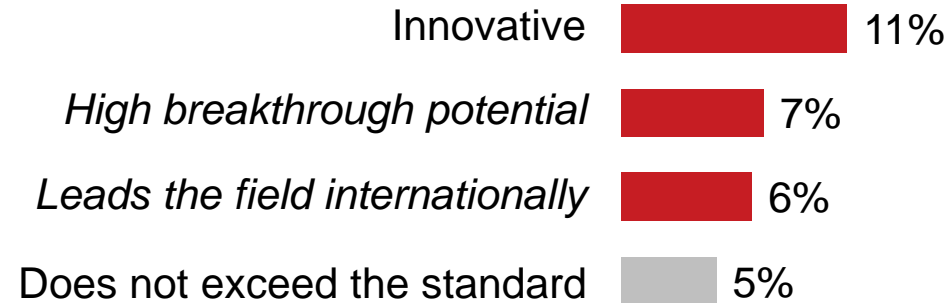 Innovative 11%
High breakthrough potential 7%
Leads the field internationally 6%
Does not exceed the standard 5%